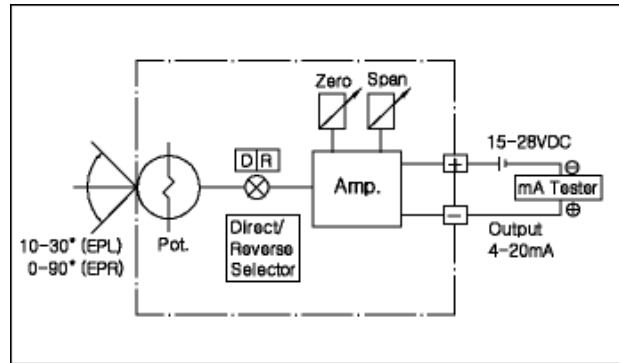 Zero Span
15-28VDC
D R
+
⊖
mA Tester
Amp.
⊕
−
10-30° (EPL)
0-90° (EPR)
Pot.
Direct/
Reverse
Selector
Output
4-20mA